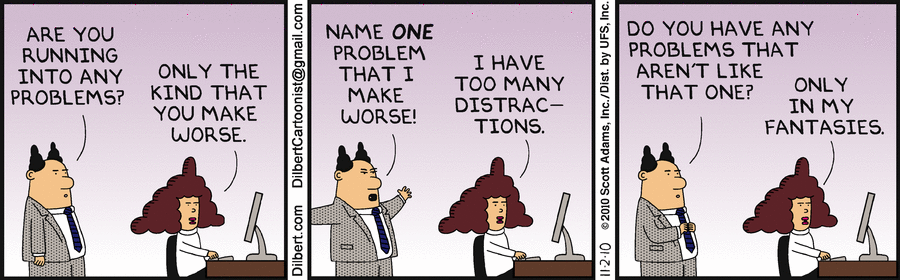 ARE YOU
RUNNING
INTO ANY
PROBLEMS?
ONLY THE
KIND THAT
YOU MAKE
WORSE.
Dilbert.com DilbertCartoonist@gmail.com
NAME ONE
PROBLEM
THAT I
MAKE
WORSE!
I HAVE
TOO MANY
DISTRAC-
TIONS.
11-2-10 © 2010 Scott Adams, Inc./Dist. by UFS, Inc.
DO YOU HAVE ANY
PROBLEMS THAT
AREN'T LIKE
THAT ONE?
ONLY
IN MY
FANTASIES.